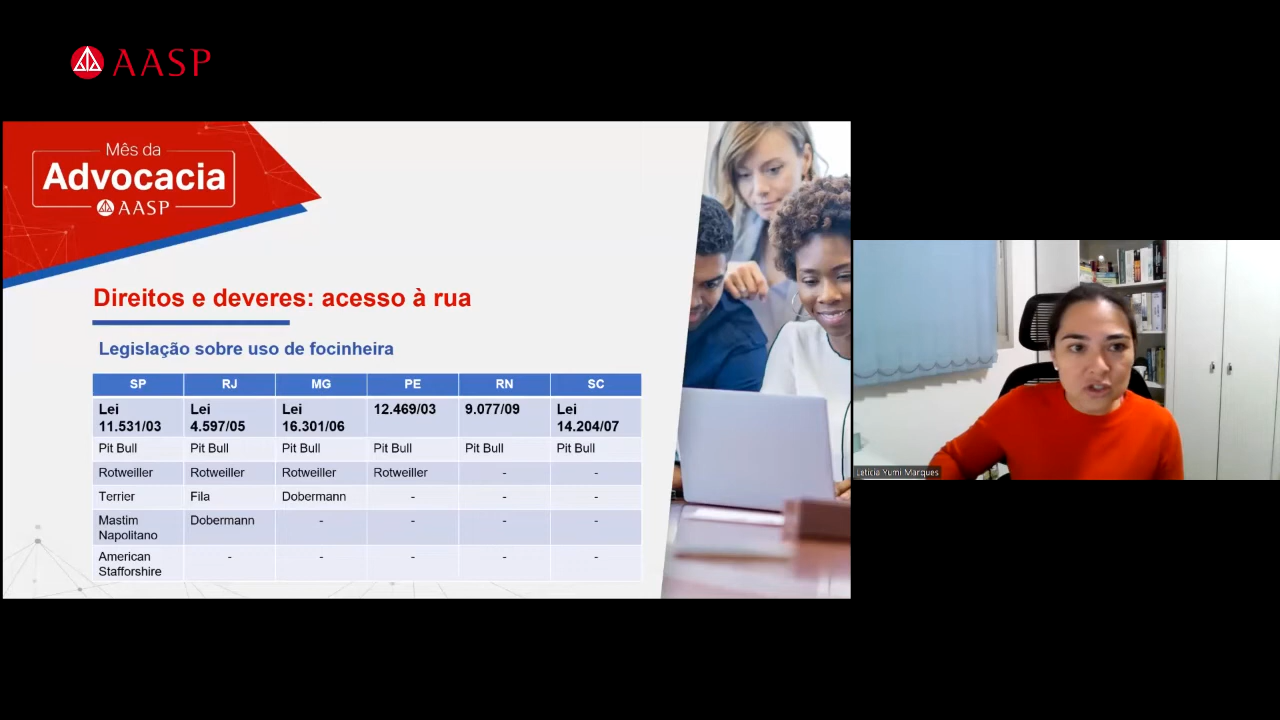 AASP
Mês da
Advocacia
AASP
Direitos e deveres: acesso à rua
Legislação sobre uso de focinheira
SP RJ MG PE RN SC
Lei 11.531/03 Lei 4.597/05 Lei 16.301/06 12.469/03 9.077/09 Lei 14.204/07
Pit Bull Pit Bull Pit Bull Pit Bull Pit Bull Pit Bull
Rotweiller Rotweiller Rotweiller Rotweiller - -
Terrier Fila Dobermann - - -
Mastim Napolitano Dobermann - - - -
American Stafforshire - - - - -
Leticia Yumi Marques